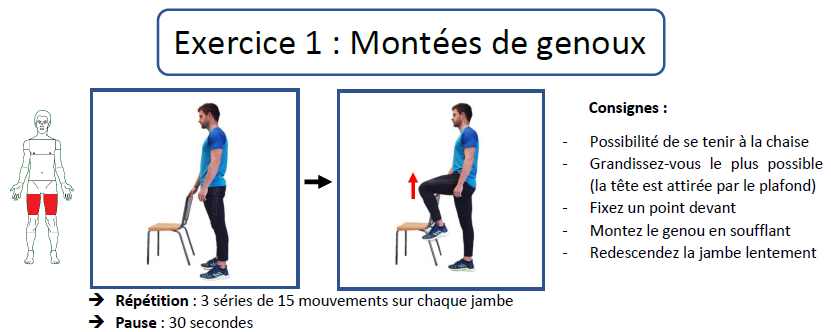 Exercice 1 : Montées de genoux
Consignes :
- Possibilité de se tenir à la chaise
- Grandissez-vous le plus possible
(la tête est attirée par le plafond)
- Fixez un point devant
- Montez le genou en soufflant
- Redescendez la jambe lentement
➔ Répétition : 3 séries de 15 mouvements sur chaque jambe
➔ Pause : 30 secondes